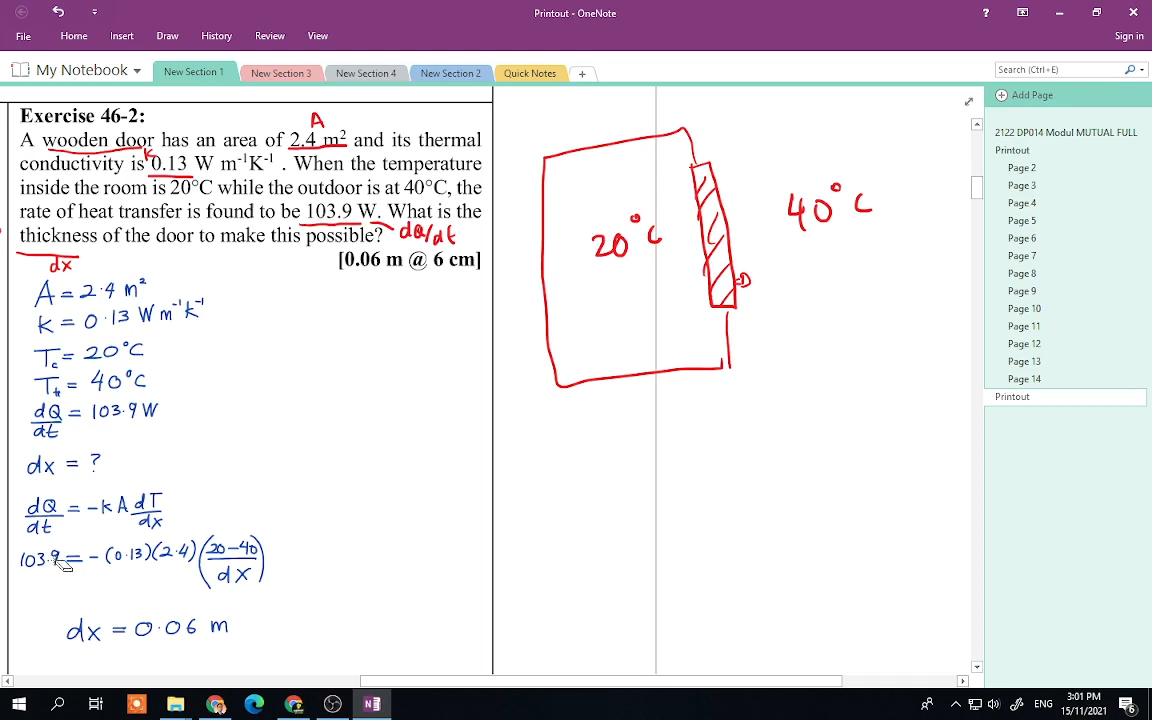 Printout - OneNote
?
File Home Insert Draw History Review View Sign in
My Notebook New Section 1 New Section 3 New Section 4 New Section 2 Quick Notes +
Search (Ctrl+E)
Add Page
2122 DP014 Modul MUTUAL FULL
Printout
Page 2
Page 3
Page 4
Page 5
Page 6
Page 7
Page 8
Page 9
Page 10
Page 11
Page 12
Page 13
Page 14
Printout
Exercise 46-2:
A
A wooden door has an area of 2.4 m² and its thermal
K
conductivity is 0.13 W m⁻¹K⁻¹ . When the temperature
inside the room is 20°C while the outdoor is at 40°C, the
rate of heat transfer is found to be 103.9 W. What is the
thickness of the door to make this possible?
dQ/dt
dx
[0.06 m @ 6 cm]
A = 2.4 m²
K = 0.13 W m⁻¹ k⁻¹
Tc = 20°C
Th = 40°C
dQ/dt = 103.9 W
dx = ?
dQ/dt = -kA dT/dx
103.9 = -(0.13)(2.4)(20-40/dx)
dx = 0.06 m
20°C
40°C
D
ENG
3:01 PM
15/11/2021
6